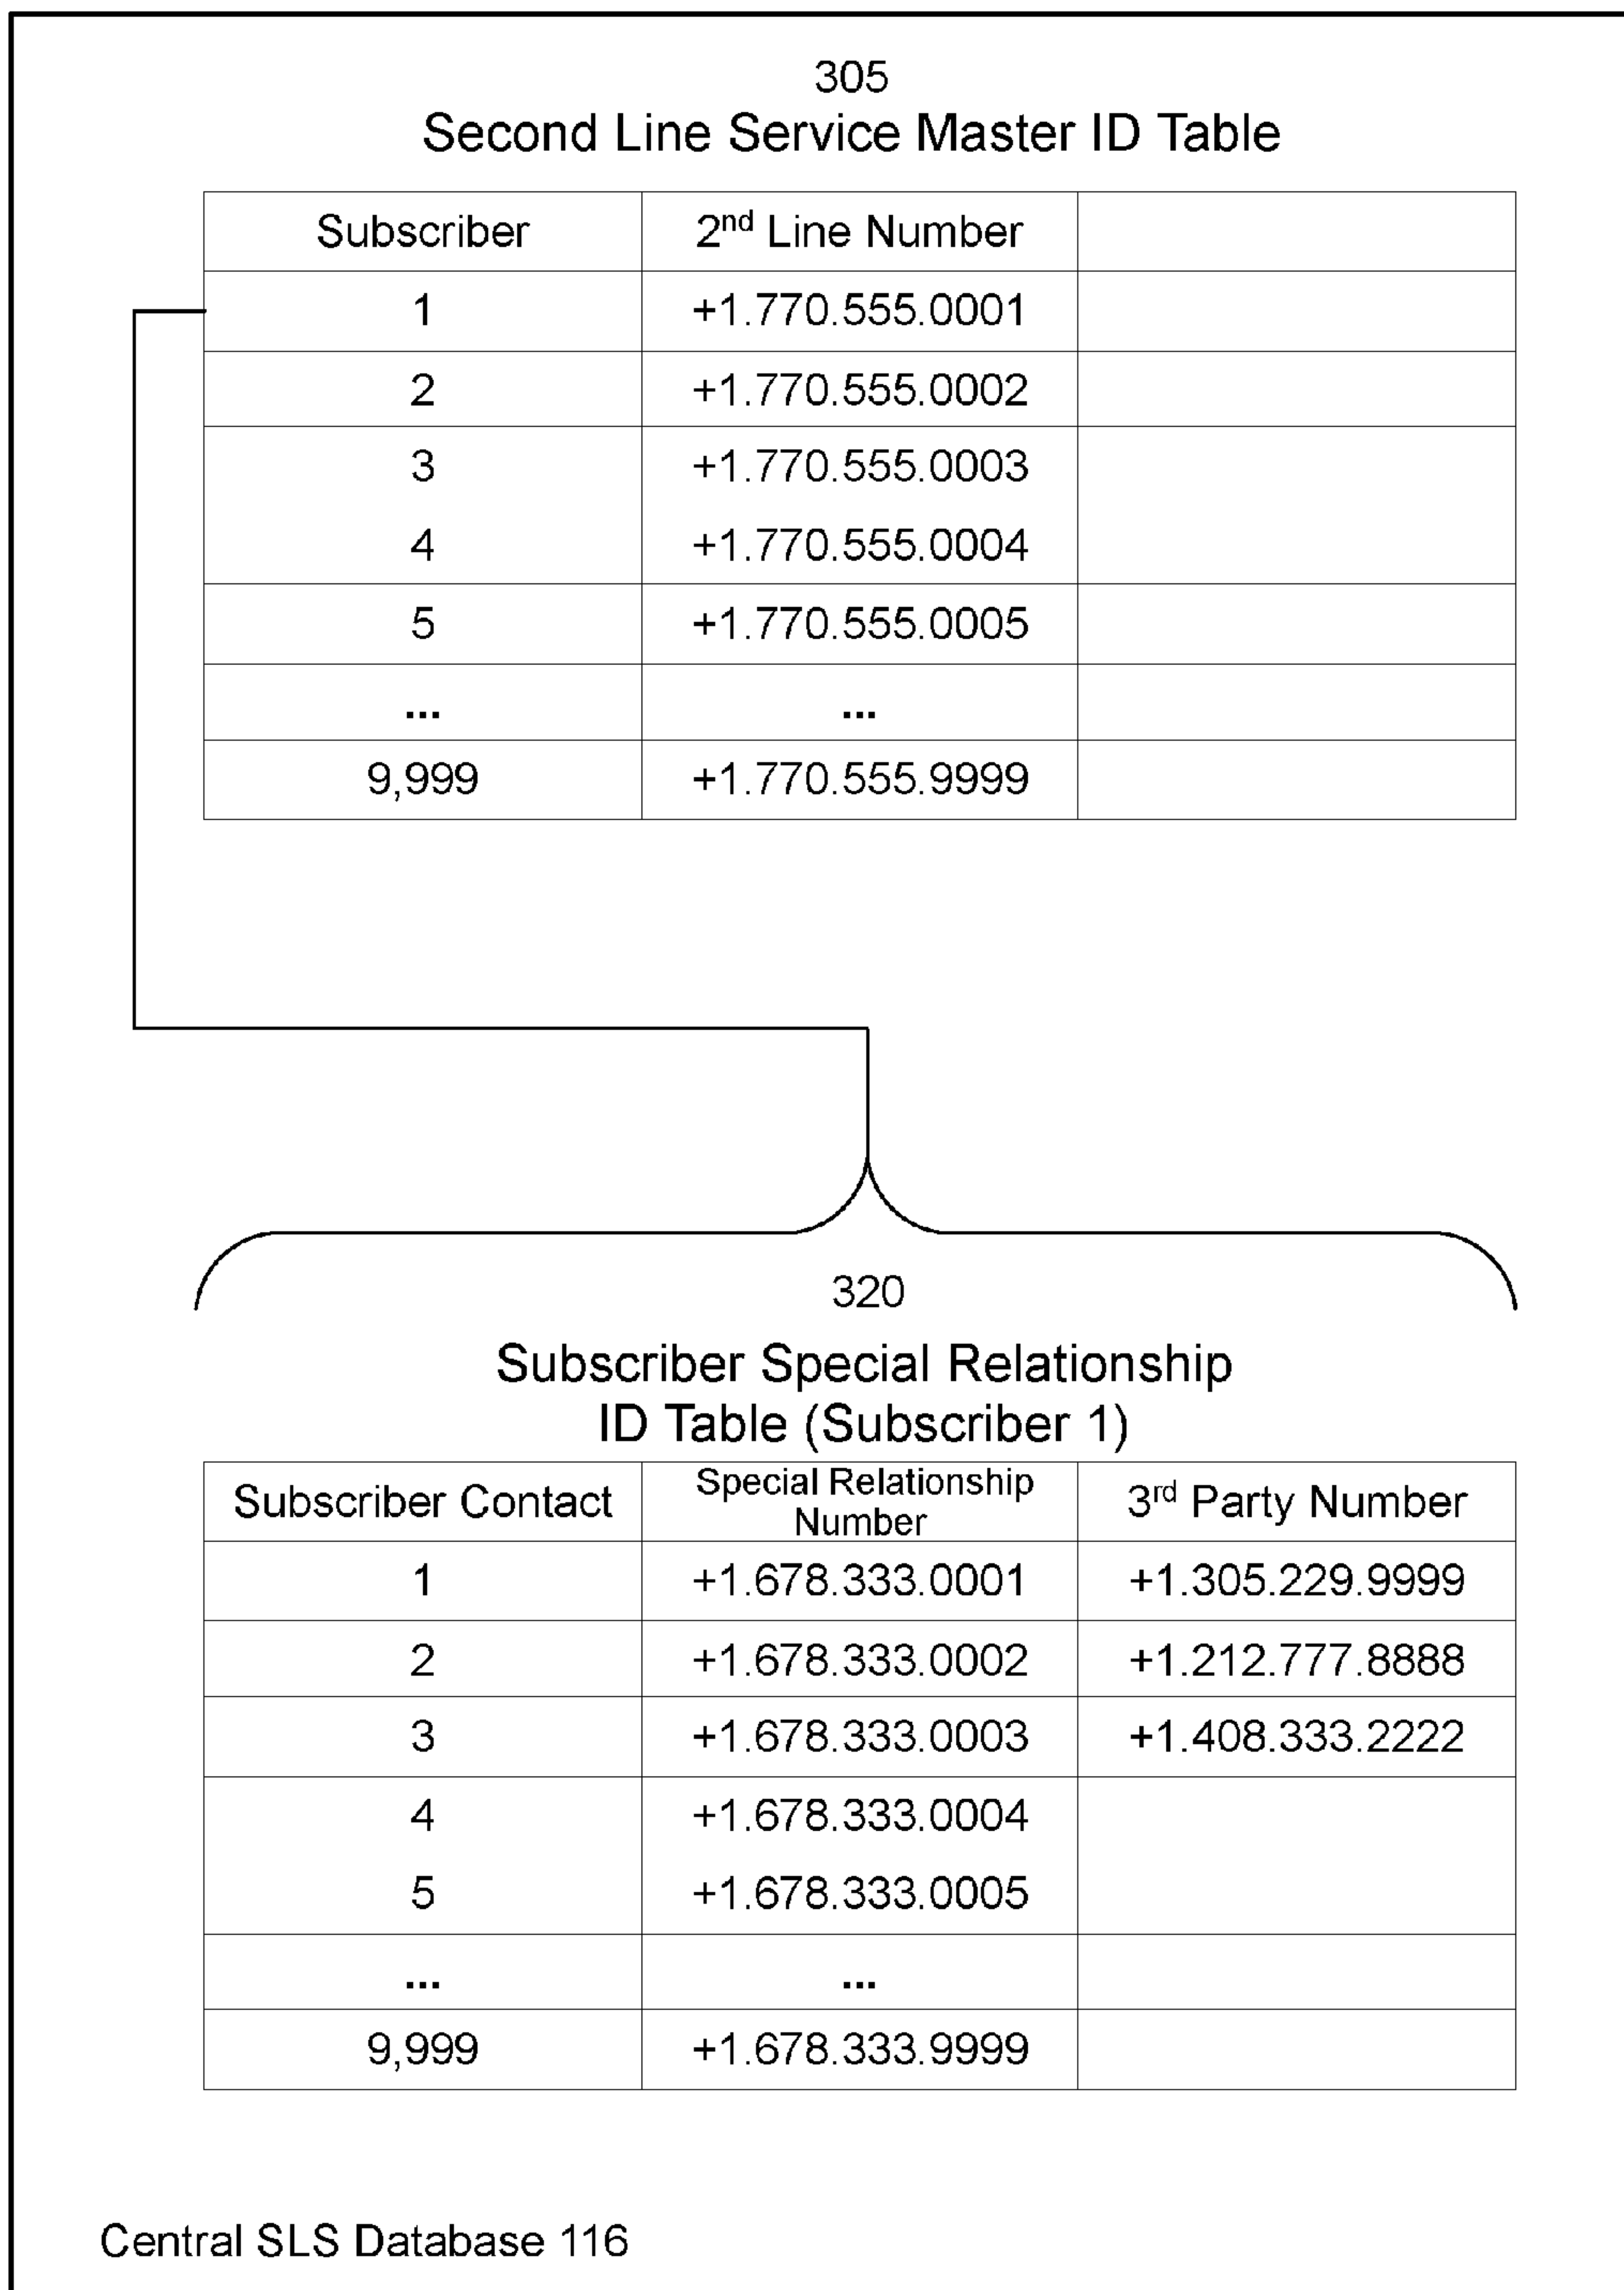 305
Second Line Service Master ID Table
Subscriber 2nd Line Number
1 +1.770.555.0001
2 +1.770.555.0002
3 +1.770.555.0003
4 +1.770.555.0004
5 +1.770.555.0005
... ...
9,999 +1.770.555.9999
320
Subscriber Special Relationship
ID Table (Subscriber 1)
Subscriber Contact Special Relationship Number 3rd Party Number
1 +1.678.333.0001 +1.305.229.9999
2 +1.678.333.0002 +1.212.777.8888
3 +1.678.333.0003 +1.408.333.2222
4 +1.678.333.0004
5 +1.678.333.0005
... ...
9,999 +1.678.333.9999
Central SLS Database 116